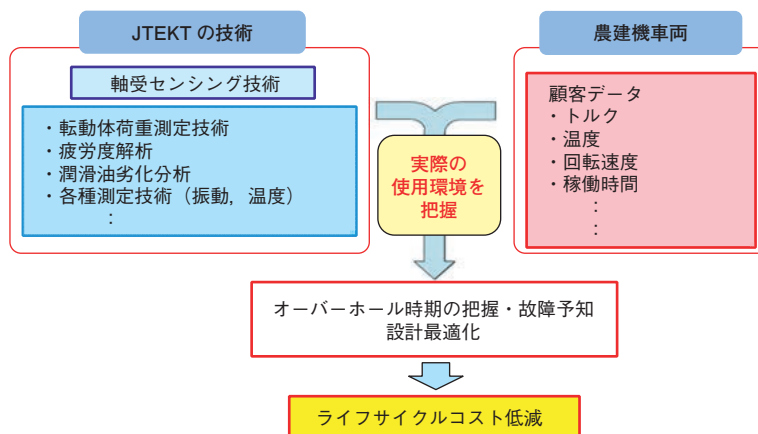 JTEKT の技術
軸受センシング技術
・転動体荷重測定技術
・疲労度解析
・潤滑油劣化分析
・各種測定技術（振動，温度）
：
実際の
使用環境を
把握
農建機車両
顧客データ
・トルク
・温度
・回転速度
・稼働時間
：
：
オーバーホール時期の把握・故障予知
設計最適化
ライフサイクルコスト低減